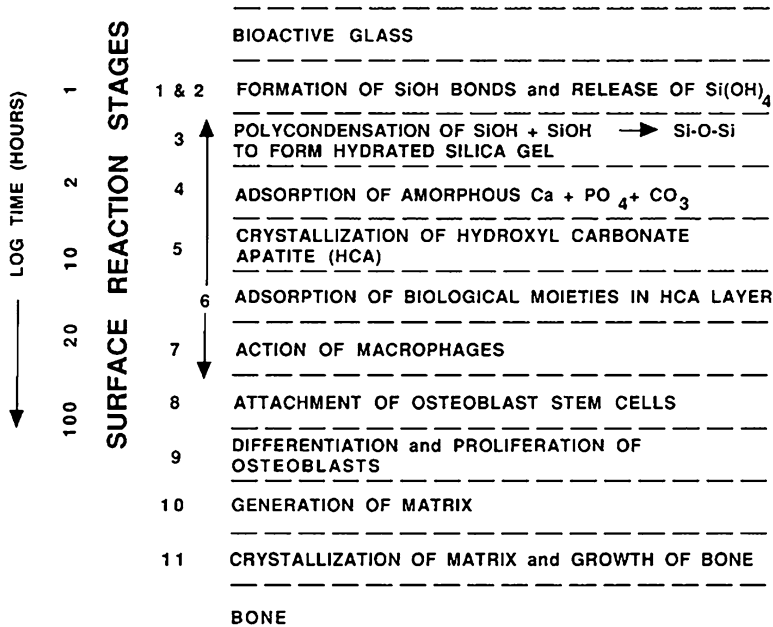 LOG TIME (HOURS)
1
2
10
20
100
SURFACE REACTION STAGES
BIOACTIVE GLASS
1 & 2 FORMATION OF SiOH BONDS and RELEASE OF Si(OH)4
3 POLYCONDENSATION OF SiOH + SiOH → Si-O-Si
TO FORM HYDRATED SILICA GEL
4 ADSORPTION OF AMORPHOUS Ca + PO4 + CO3
5 CRYSTALLIZATION OF HYDROXYL CARBONATE
APATITE (HCA)
6 ADSORPTION OF BIOLOGICAL MOIETIES IN HCA LAYER
7 ACTION OF MACROPHAGES
8 ATTACHMENT OF OSTEOBLAST STEM CELLS
9 DIFFERENTIATION and PROLIFERATION OF
OSTEOBLASTS
10 GENERATION OF MATRIX
11 CRYSTALLIZATION OF MATRIX and GROWTH OF BONE
BONE